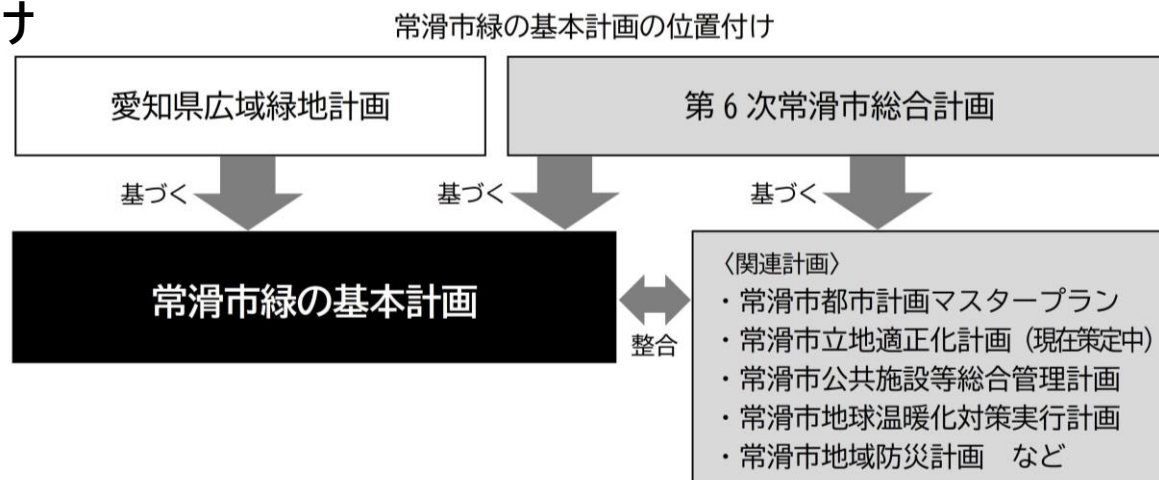 け
常滑市緑の基本計画の位置付け
愛知県広域緑地計画
第6次常滑市総合計画
基づく
基づく
基づく
常滑市緑の基本計画
整合
〈関連計画〉
・常滑市都市計画マスタープラン
・常滑市立地適正化計画（現在策定中）
・常滑市公共施設等総合管理計画
・常滑市地球温暖化対策実行計画
・常滑市地域防災計画　など